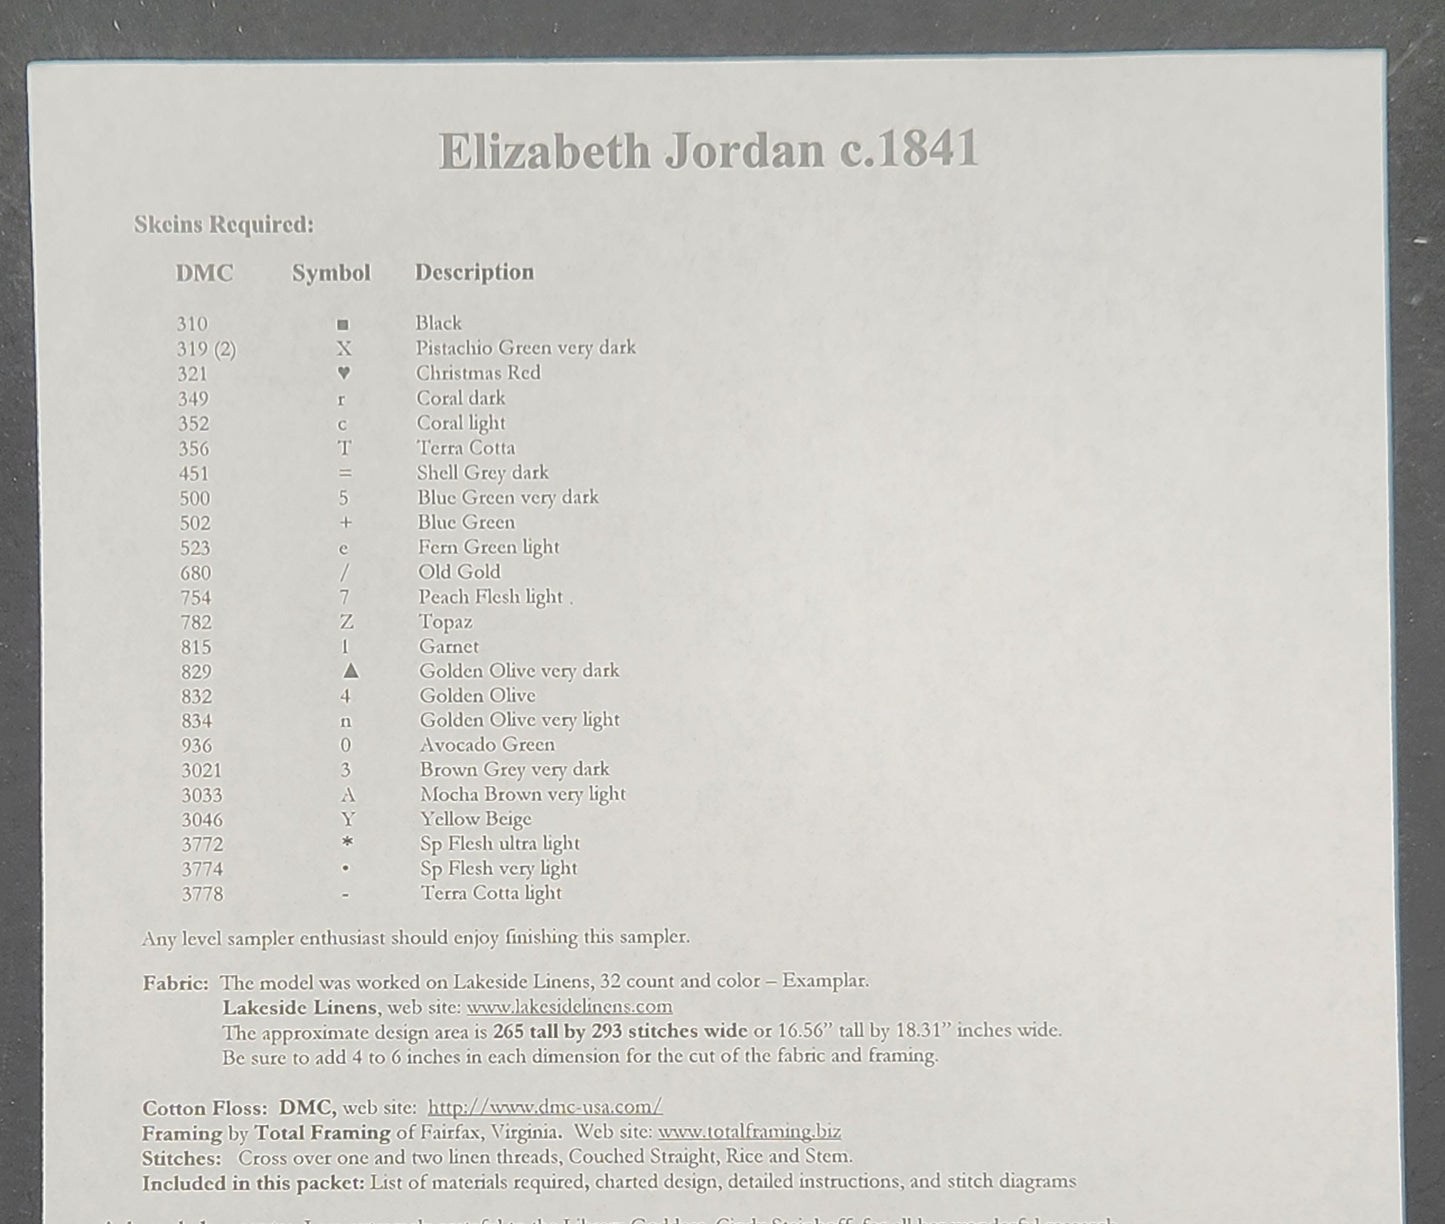 Elizabeth Jordan c.1841
Skeins Required:
DMC Symbol Description
310 ■ Black
319 (2) X Pistachio Green very dark
321 ♥ Christmas Red
349 r Coral dark
352 c Coral light
356 T Terra Cotta
451 = Shell Grey dark
500 5 Blue Green very dark
502 + Blue Green
523 e Fern Green light
680 / Old Gold
754 7 Peach Flesh light .
782 Z Topaz
815 1 Garnet
829 ▲ Golden Olive very dark
832 4 Golden Olive
834 n Golden Olive very light
936 0 Avocado Green
3021 3 Brown Grey very dark
3033 A Mocha Brown very light
3046 Y Yellow Beige
3772 * Sp Flesh ultra light
3774 • Sp Flesh very light
3778 - Terra Cotta light
Any level sampler enthusiast should enjoy finishing this sampler.
Fabric: The model was worked on Lakeside Linens, 32 count and color – Examplar.
Lakeside Linens, web site: www.lakesidelinens.com
The approximate design area is 265 tall by 293 stitches wide or 16.56” tall by 18.31” inches wide.
Be sure to add 4 to 6 inches in each dimension for the cut of the fabric and framing.
Cotton Floss: DMC, web site: http://www.dmc-usa.com/
Framing by Total Framing of Fairfax, Virginia. Web site: www.totalframing.biz
Stitches: Cross over one and two linen threads, Couched Straight, Rice and Stem.
Included in this packet: List of materials required, charted design, detailed instructions, and stitch diagrams